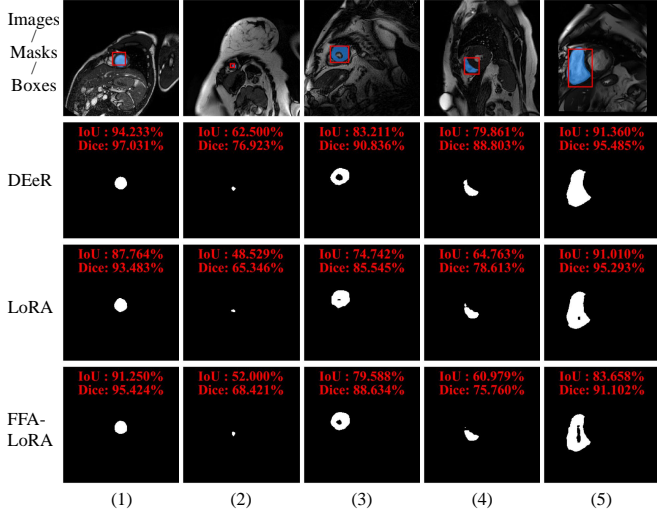 Images
/
Masks
/
Boxes
DEeR
IoU : 94.233%
Dice: 97.031%
IoU : 62.500%
Dice: 76.923%
IoU : 83.211%
Dice: 90.836%
IoU : 79.861%
Dice: 88.803%
IoU : 91.360%
Dice: 95.485%
LoRA
IoU : 87.764%
Dice: 93.483%
IoU : 48.529%
Dice: 65.346%
IoU : 74.742%
Dice: 85.545%
IoU : 64.763%
Dice: 78.613%
IoU : 91.010%
Dice: 95.293%
FFA-
LoRA
IoU : 91.250%
Dice: 95.424%
IoU : 52.000%
Dice: 68.421%
IoU : 79.588%
Dice: 88.634%
IoU : 60.979%
Dice: 75.760%
IoU : 83.658%
Dice: 91.102%
(1) (2) (3) (4) (5)